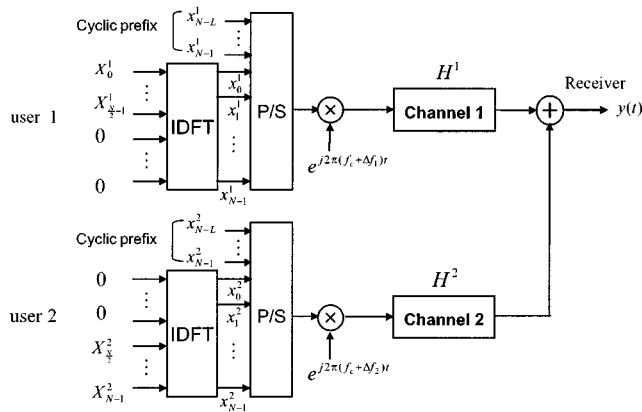 Cyclic prefix
x^1_{N-L}
⋮
x^1_{N-1}
user 1
X^1_0
⋮
X^1_{N/2-1}
0
⋮
0
IDFT
x^1_0
x^1_1
⋮
x^1_{N-1}
P/S
×
e^{j2π(f_c+Δf_1)t}
H^1
Channel 1
+
Receiver
y(t)
Cyclic prefix
x^2_{N-L}
⋮
x^2_{N-1}
user 2
0
⋮
0
X^2_{N/2}
⋮
X^2_{N-1}
IDFT
x^2_0
x^2_1
⋮
x^2_{N-1}
P/S
×
e^{j2π(f_c+Δf_2)t}
H^2
Channel 2